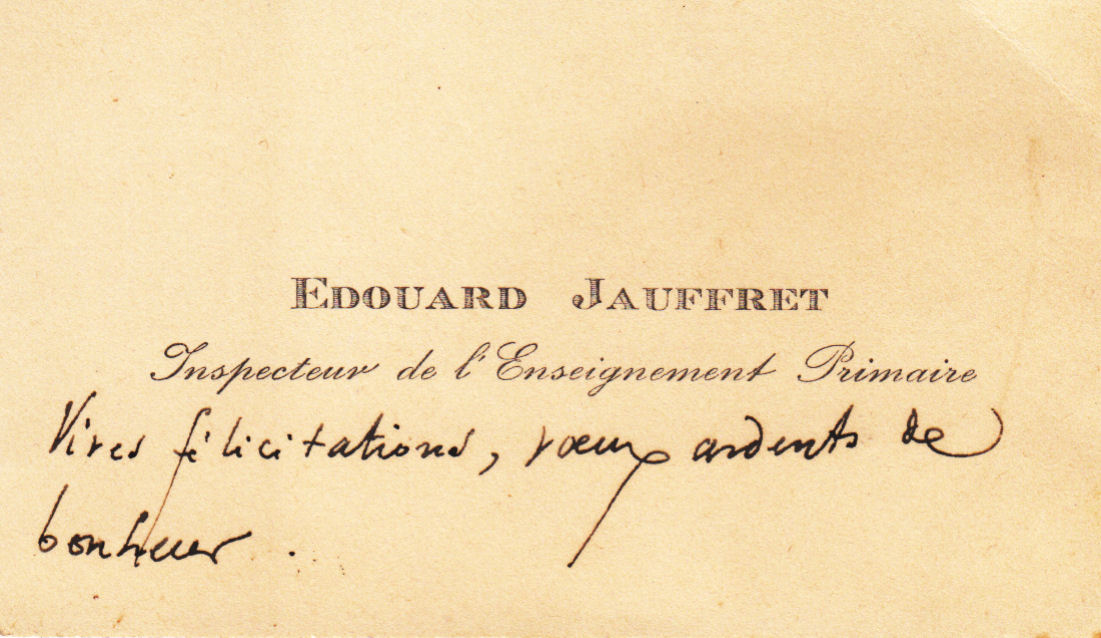 EDOUARD JAUFFRET
Inspecteur de l'Enseignement Primaire
Vives félicitations, vœux ardents de
bonheur.